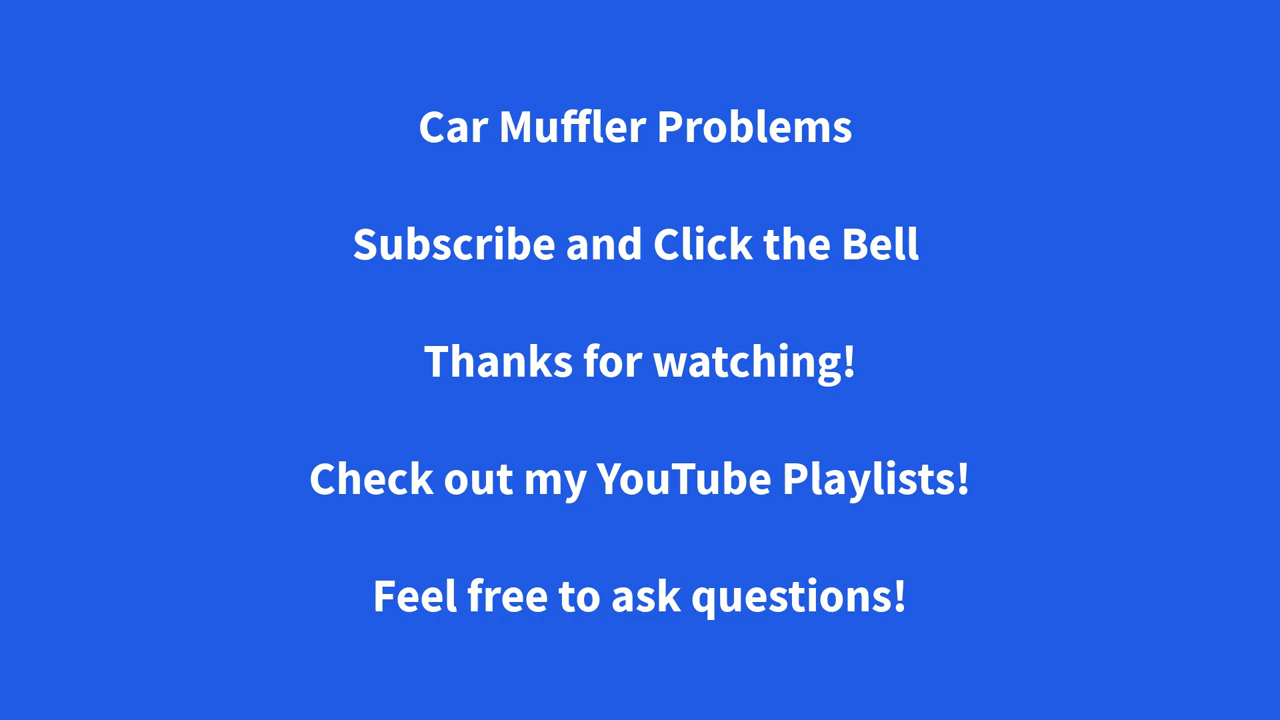 Car Muffler Problems
Subscribe and Click the Bell
Thanks for watching!
Check out my YouTube Playlists!
Feel free to ask questions!